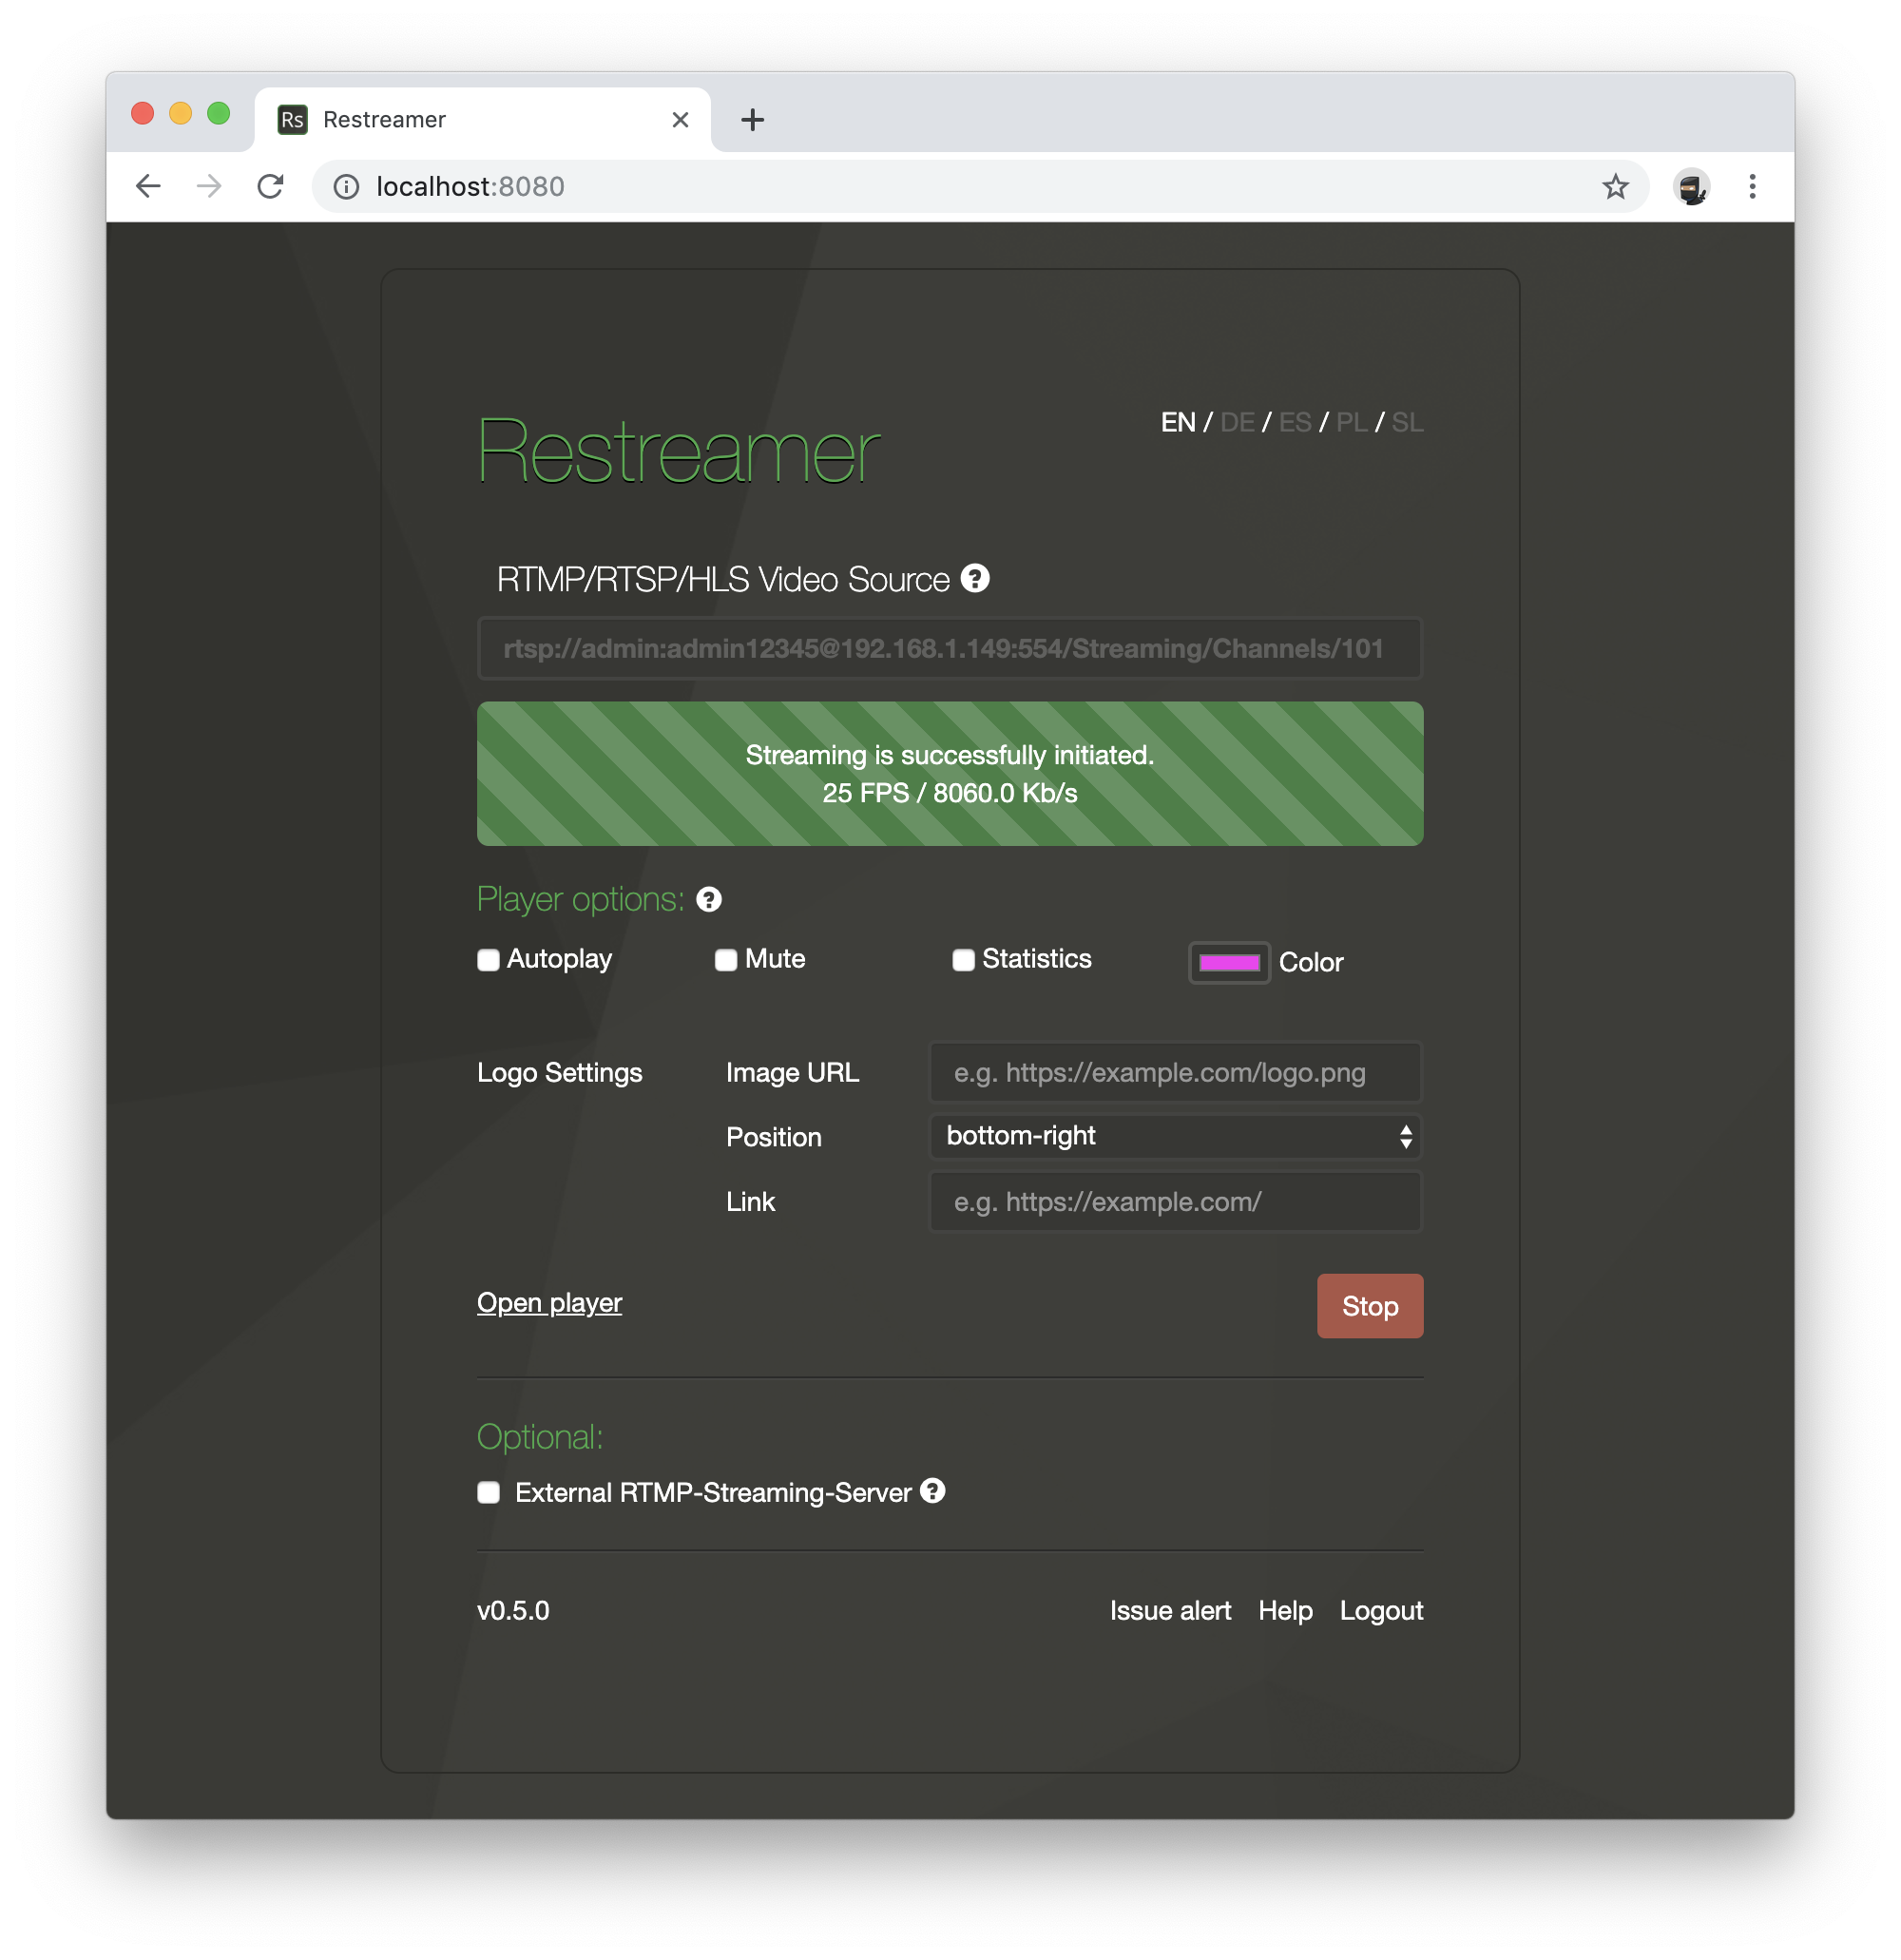 Rs Restreamer
localhost:8080
EN / DE / ES / PL / SL
Restreamer
RTMP/RTSP/HLS Video Source ?
rtsp://admin:admin12345@192.168.1.149:554/Streaming/Channels/101
Streaming is successfully initiated.
25 FPS / 8060.0 Kb/s
Player options: ?
Autoplay Mute Statistics Color
Logo Settings Image URL e.g. https://example.com/logo.png
Position bottom-right
Link e.g. https://example.com/
Open player Stop
Optional:
External RTMP-Streaming-Server ?
v0.5.0 Issue alert Help Logout